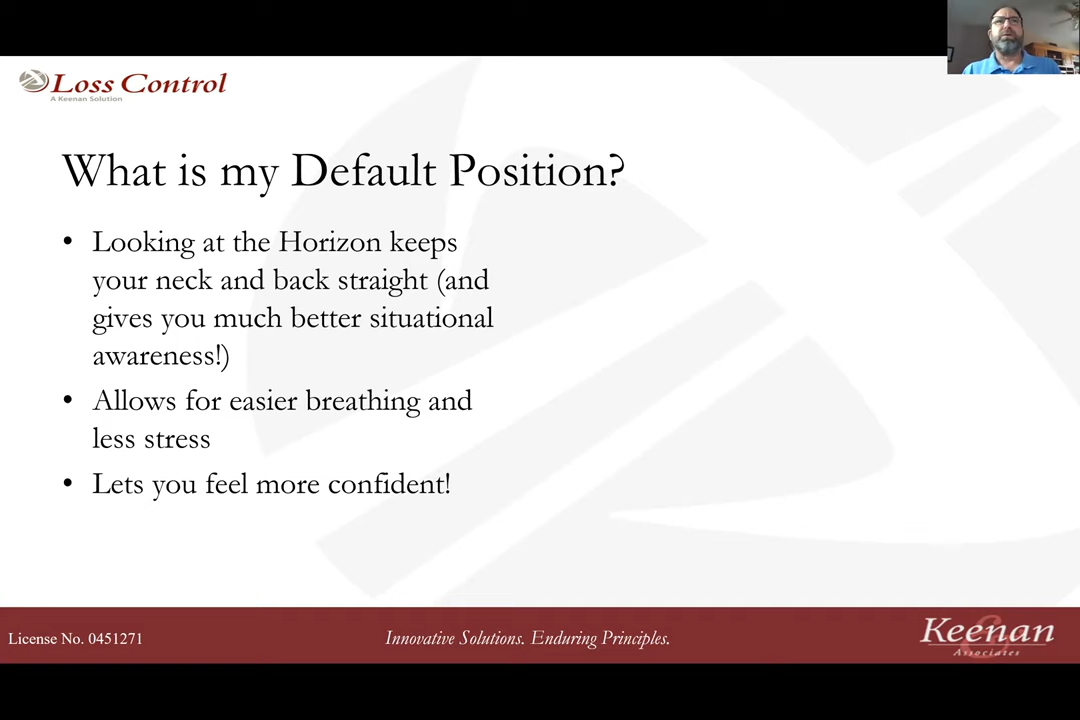 Loss Control
A Keenan Solution
What is my Default Position?
• Looking at the Horizon keeps
your neck and back straight (and
gives you much better situational
awareness!)
• Allows for easier breathing and
less stress
• Lets you feel more confident!
License No. 0451271
Innovative Solutions. Enduring Principles.
Keenan
& Associates